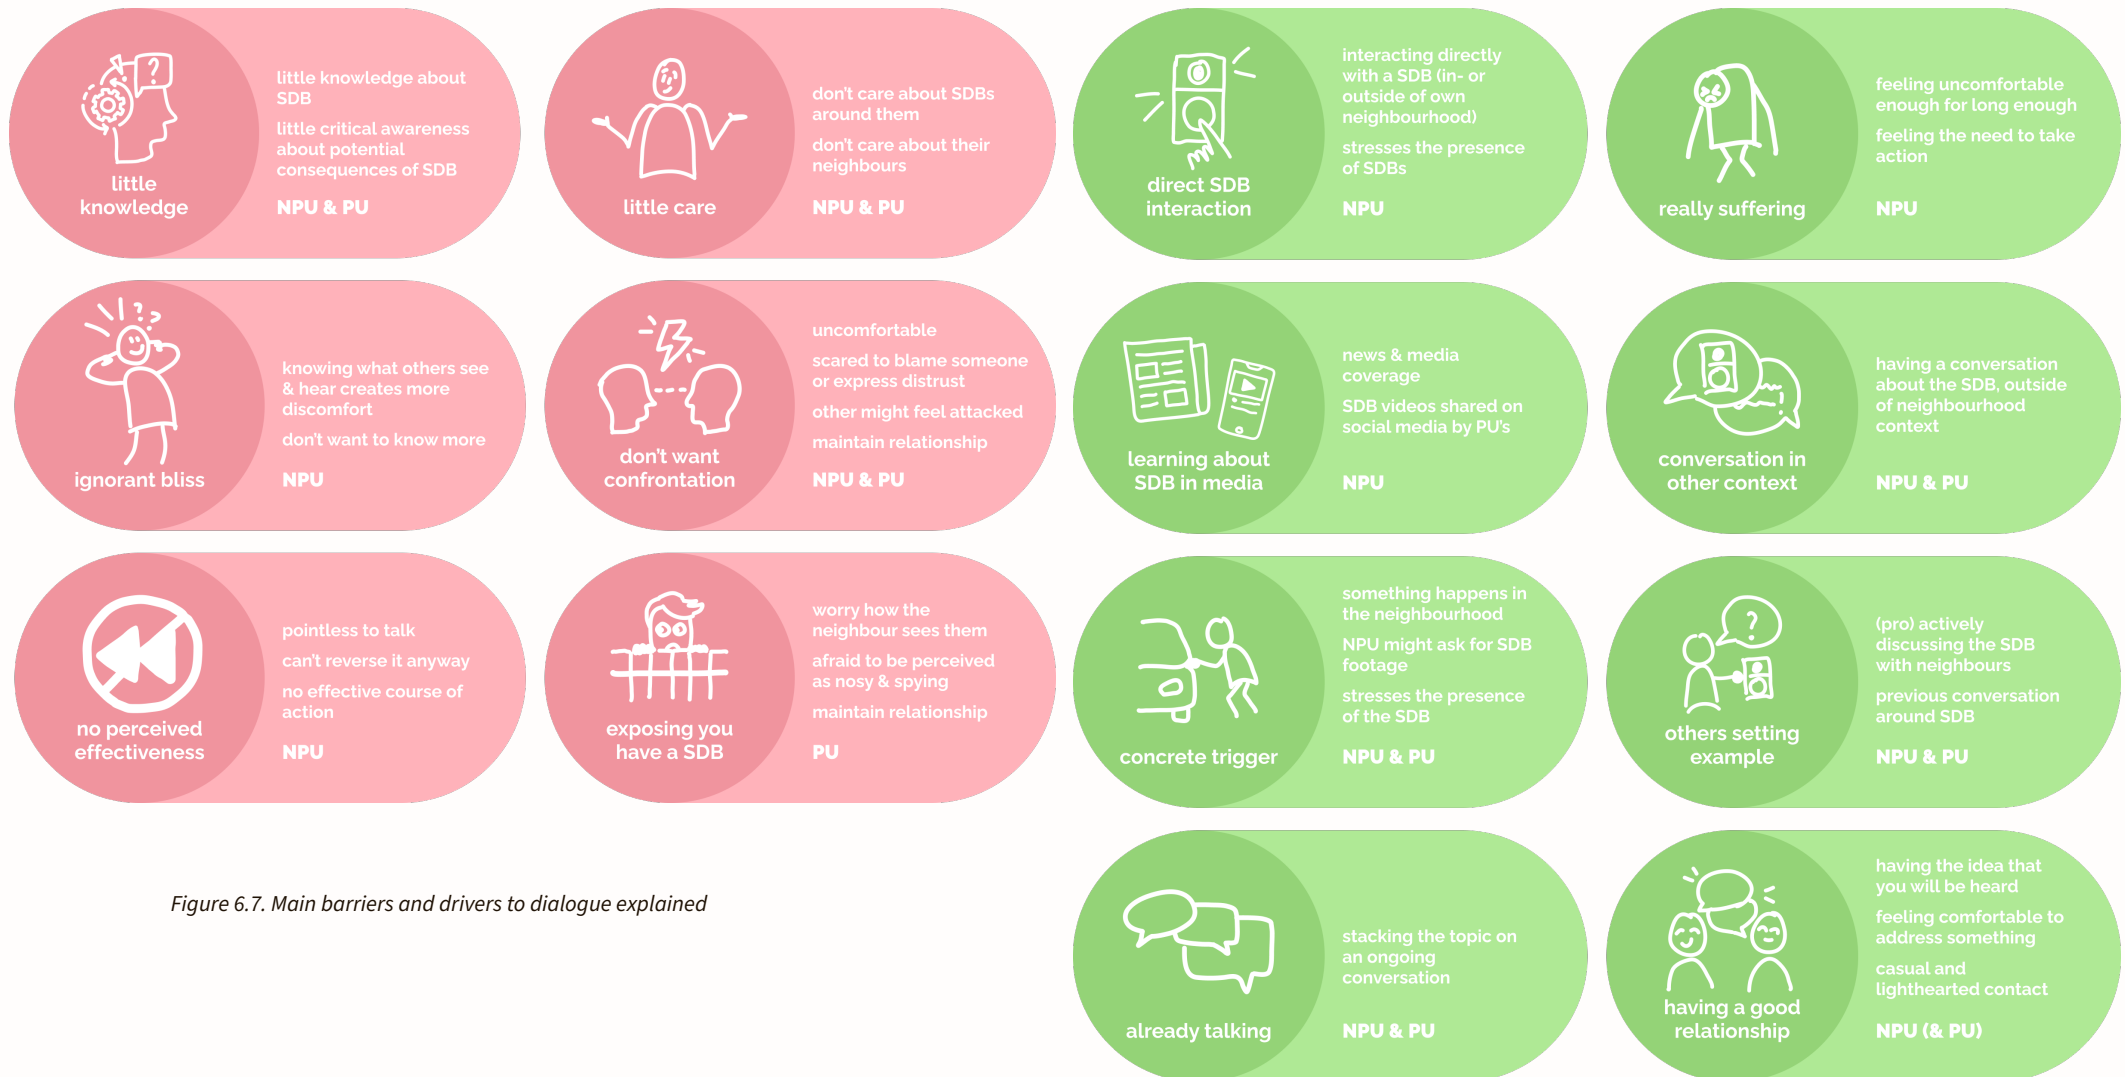 little
knowledge
little knowledge about
SDB
little critical awareness
about potential
consequences of SDB
NPU & PU
little care
don't care about SDBs
around them
don't care about their
neighbours
NPU & PU
direct SDB
interaction
interacting directly
with a SDB (in- or
outside of own
neighbourhood)
stresses the presence
of SDBs
NPU
really suffering
feeling uncomfortable
enough for long enough
feeling the need to take
action
NPU
ignorant bliss
knowing what others see
& hear creates more
discomfort
don't want to know more
NPU
don't want
confrontation
uncomfortable
scared to blame someone
or express distrust
other might feel attacked
maintain relationship
NPU & PU
learning about
SDB in media
news & media
coverage
SDB videos shared on
social media by PU's
NPU
conversation in
other context
having a conversation
about the SDB, outside
of neighbourhood
context
NPU & PU
no perceived
effectiveness
pointless to talk
can't reverse it anyway
no effective course of
action
NPU
exposing you
have a SDB
worry how the
neighbour sees them
afraid to be perceived
as nosy & spying
maintain relationship
PU
concrete trigger
something happens in
the neighbourhood
NPU might ask for SDB
footage
stresses the presence
of the SDB
NPU & PU
others setting
example
(pro) actively
discussing the SDB
with neighbours
previous conversation
around SDB
NPU & PU
already talking
stacking the topic on
an ongoing
conversation
NPU & PU
having a good
relationship
having the idea that
you will be heard
feeling comfortable to
address something
casual and
lighthearted contact
NPU (& PU)
Figure 6.7. Main barriers and drivers to dialogue explained